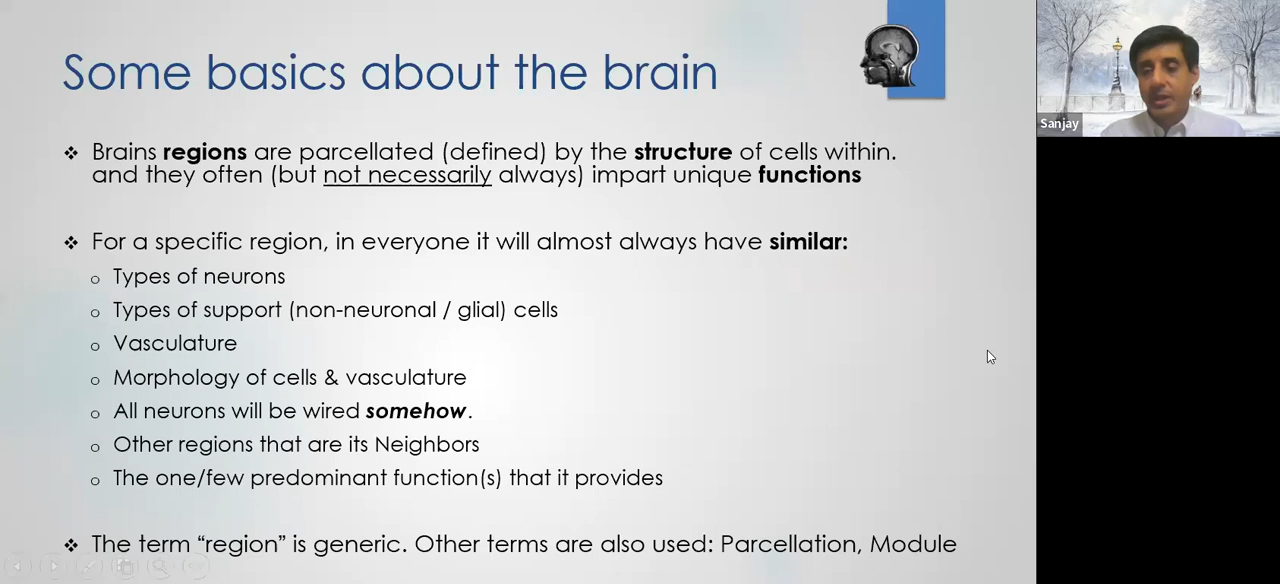 Some basics about the brain
Sanjay
❖ Brains regions are parcellated (defined) by the structure of cells within.
and they often (but not necessarily always) impart unique functions
❖ For a specific region, in everyone it will almost always have similar:
o Types of neurons
o Types of support (non-neuronal / glial) cells
o Vasculature
o Morphology of cells & vasculature
o All neurons will be wired somehow.
o Other regions that are its Neighbors
o The one/few predominant function(s) that it provides
❖ The term “region” is generic. Other terms are also used: Parcellation, Module